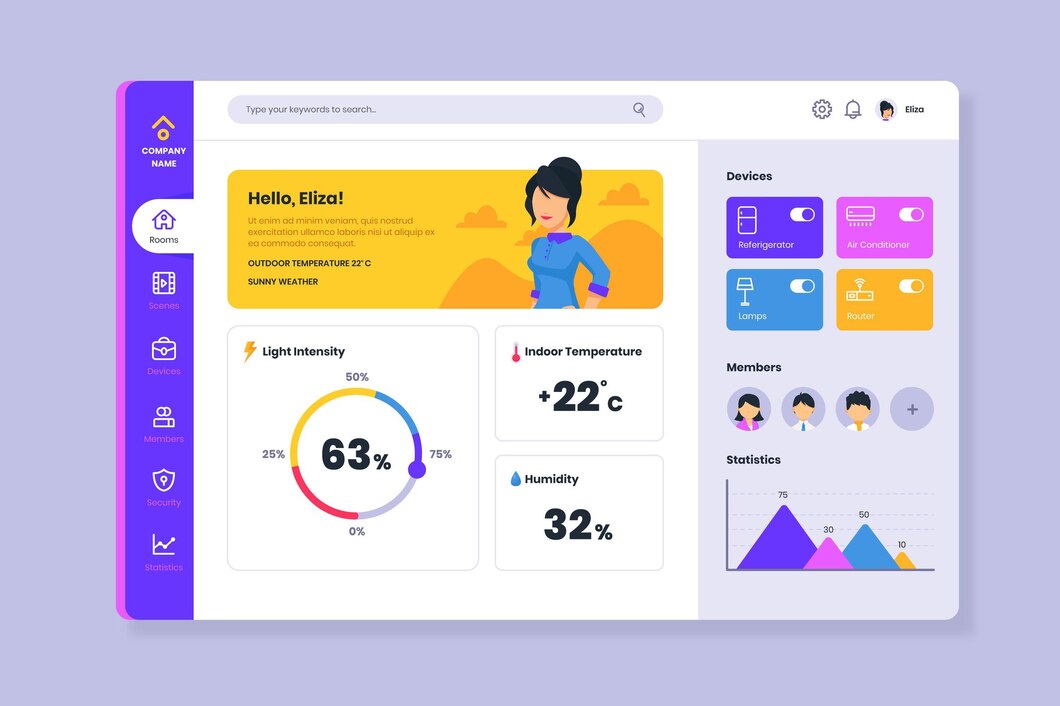 COMPANY
NAME
Rooms
Scenes
Devices
Members
Security
Statistics
Type your keywords to search...
Eliza
Hello, Eliza!
Ut enim ad minim veniam, quis nostrud
exercitation ullamco laboris nisi ut aliquip ex
ea commodo consequat.
OUTDOOR TEMPERATURE 22°C
SUNNY WEATHER
Light Intensity
50%
25%
63%
75%
0%
Indoor Temperature
+22°C
Humidity
32%
Devices
Referigerator
Air Conditioner
Lamps
Router
Members
+
Statistics
75
30
50
10